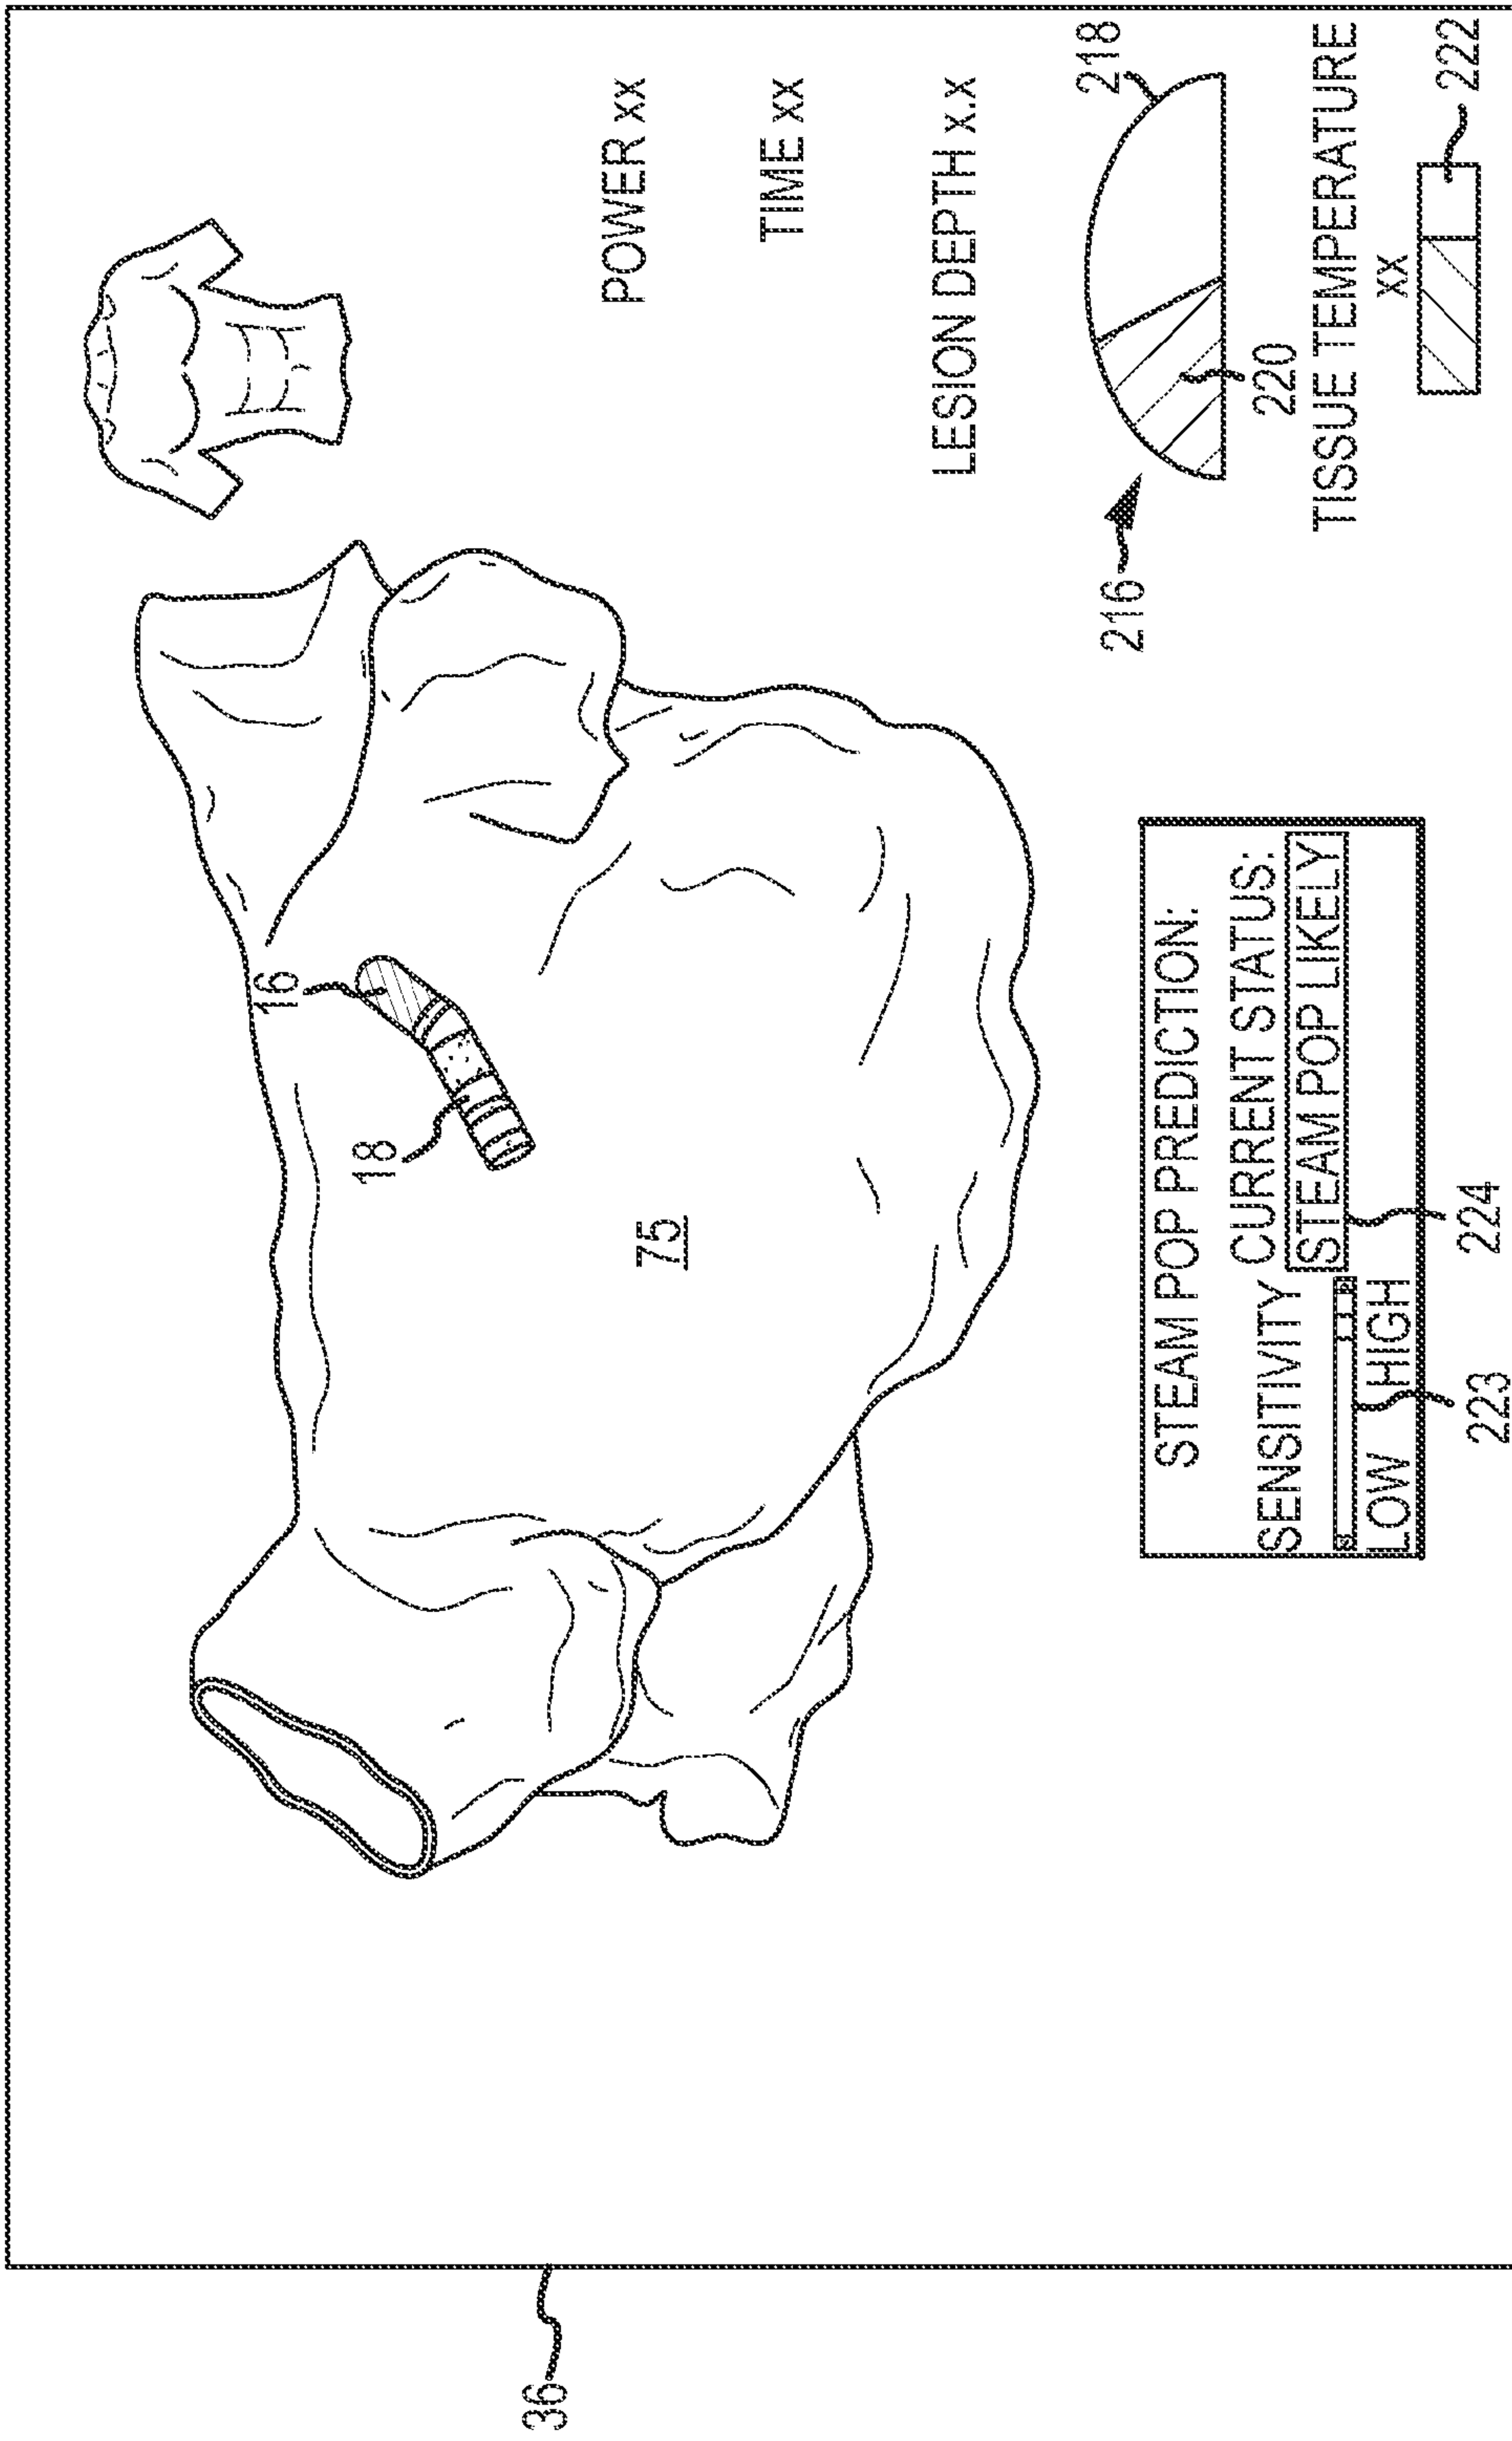 36
16
18
75
POWER xx
TIME xx
LESION DEPTH x.x
216
218
220
TISSUE TEMPERATURE
xx
222
STEAM POP PREDICTION:
SENSITIVITY
LOW HIGH
CURRENT STATUS:
STEAM POP LIKELY
223
224